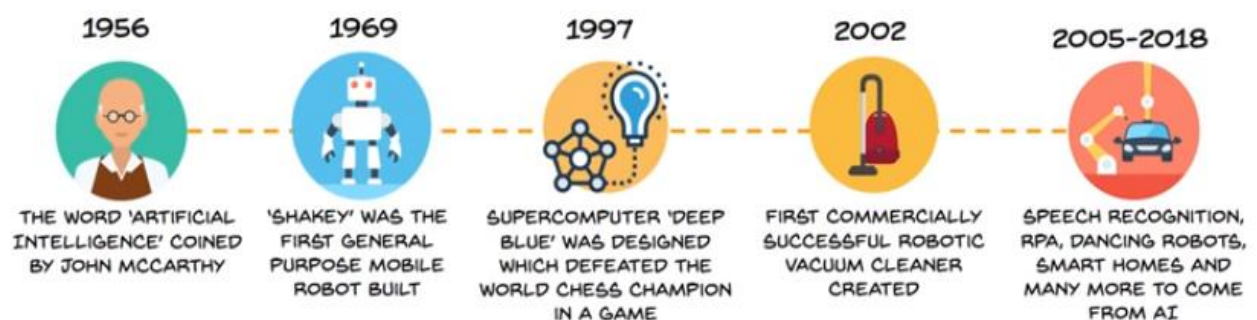 1956
THE WORD 'ARTIFICIAL
INTELLIGENCE' COINED
BY JOHN MCCARTHY
1969
'SHAKEY' WAS THE
FIRST GENERAL
PURPOSE MOBILE
ROBOT BUILT
1997
SUPERCOMPUTER 'DEEP
BLUE' WAS DESIGNED
WHICH DEFEATED THE
WORLD CHESS CHAMPION
IN A GAME
2002
FIRST COMMERCIALLY
SUCCESSFUL ROBOTIC
VACUUM CLEANER
CREATED
2005-2018
SPEECH RECOGNITION,
RPA, DANCING ROBOTS,
SMART HOMES AND
MANY MORE TO COME
FROM AI